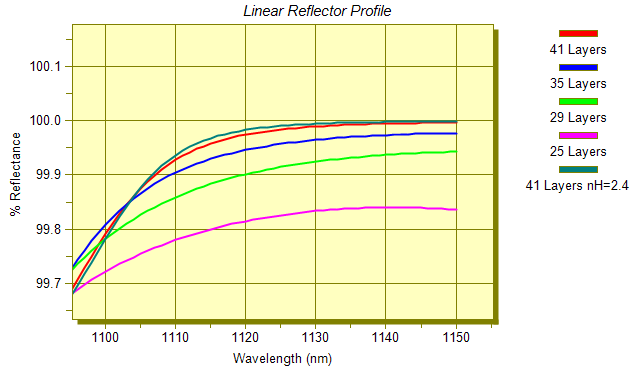 Linear Reflector Profile
% Reflectance
100.1
100.0
99.9
99.8
99.7
1100 1110 1120 1130 1140 1150
Wavelength (nm)
41 Layers
35 Layers
29 Layers
25 Layers
41 Layers nH=2.4